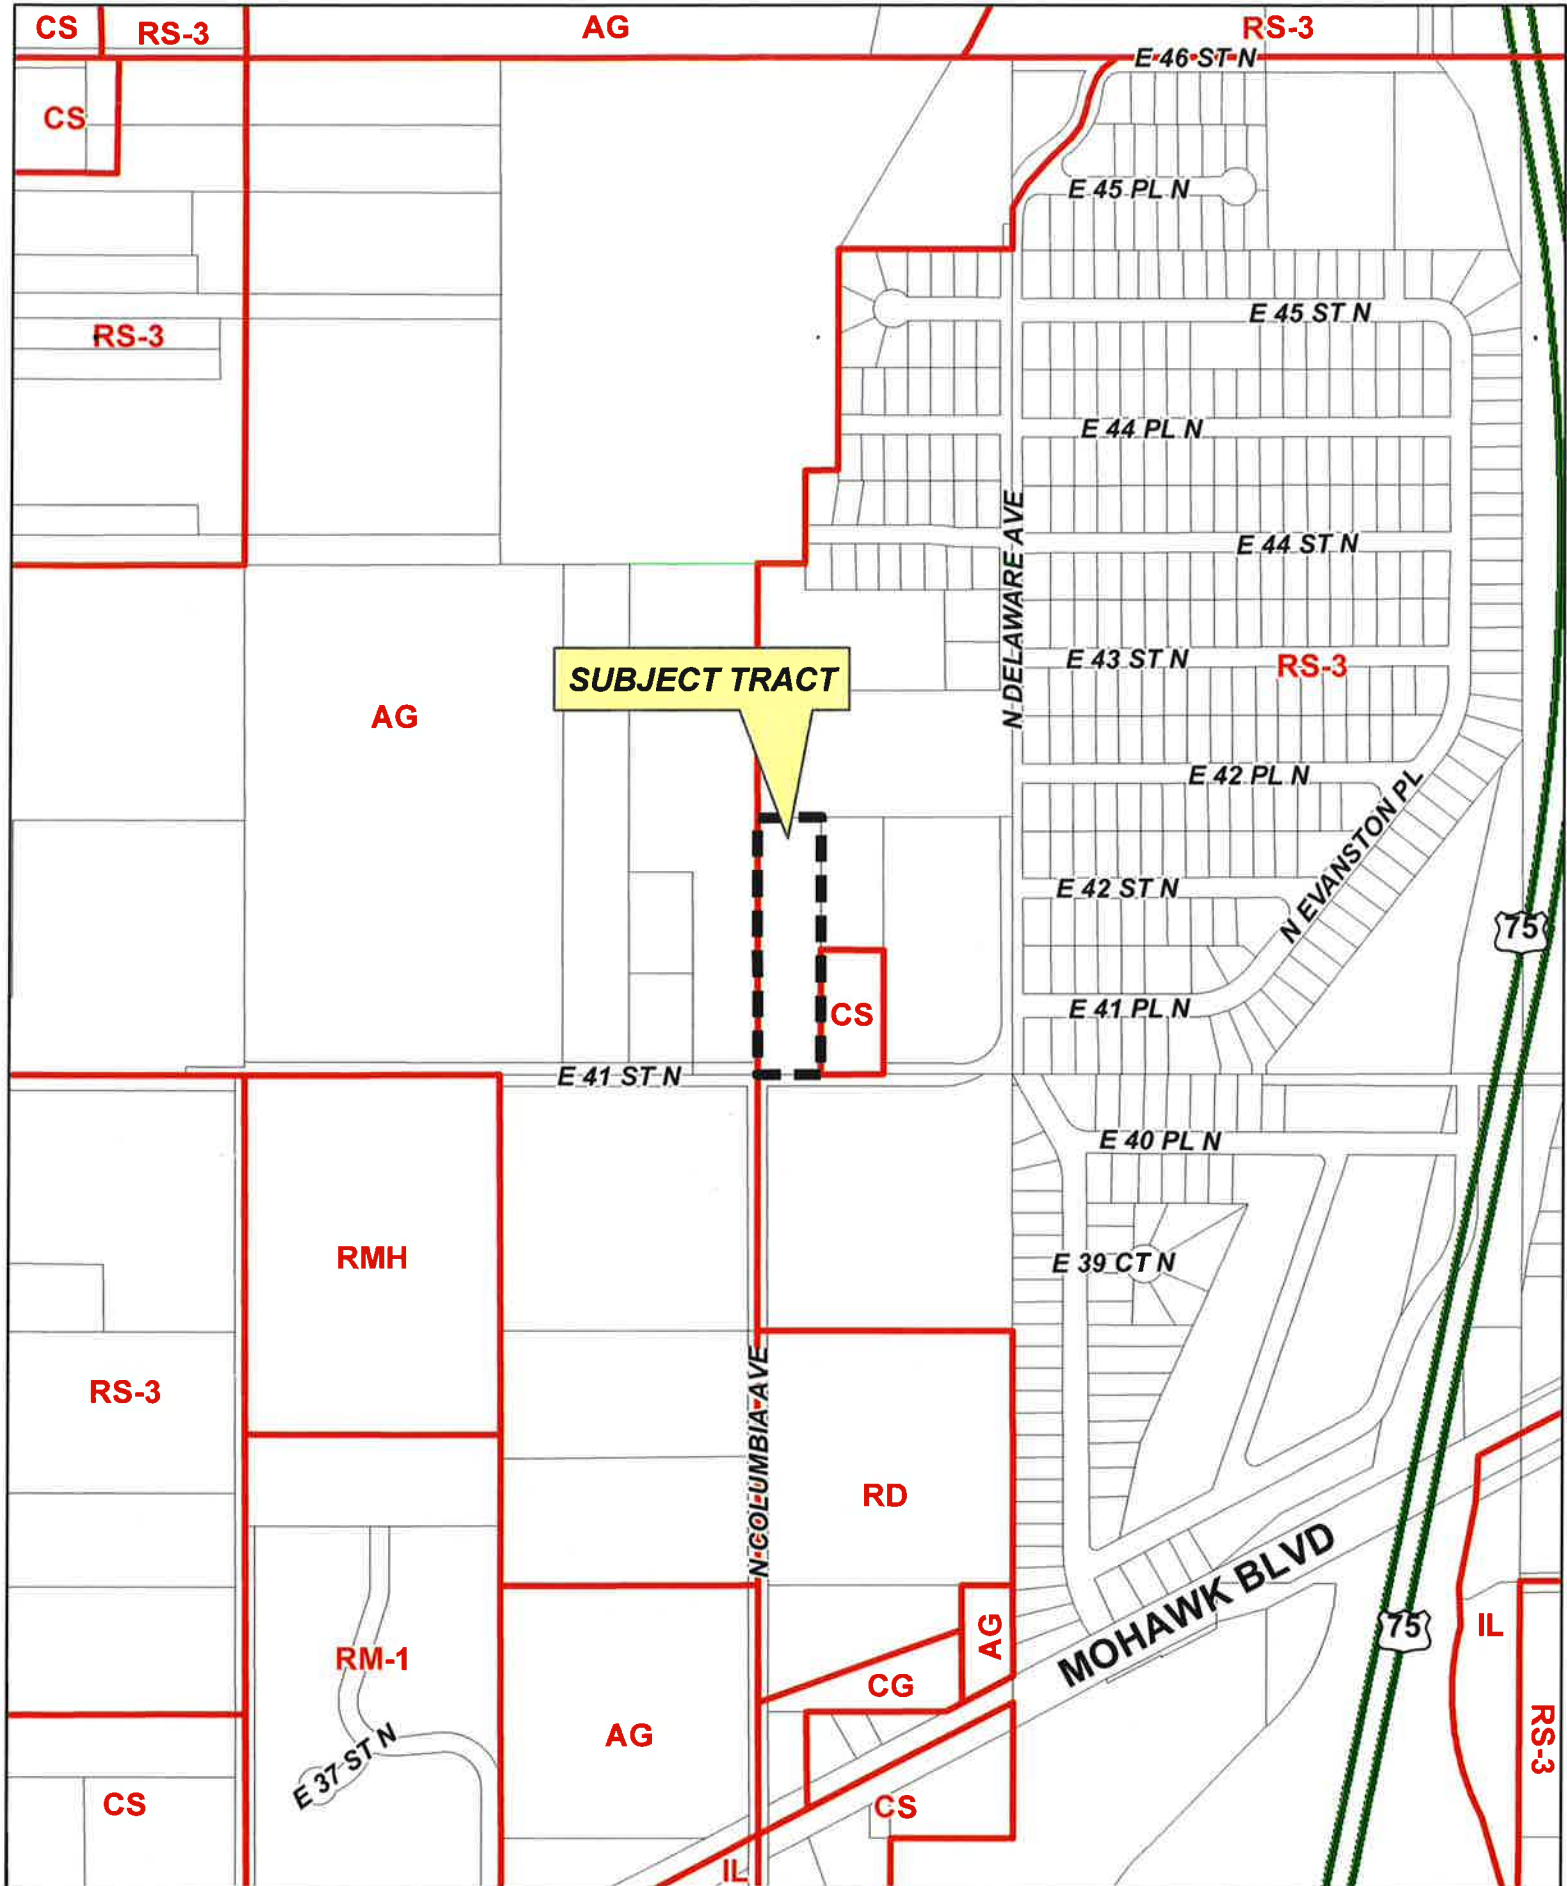 CS
RS-3
AG
RS-3
E 46 ST N
CS
E 45 PL N
E 45 ST N
RS-3
E 44 PL N
N DELAWARE AVE
E 44 ST N
E 43 ST N
RS-3
SUBJECT TRACT
AG
E 42 PL N
N EVANSTON PL
E 42 ST N
75
E 41 PL N
CS
E 41 ST N
E 40 PL N
RMH
E 39 CT N
RS-3
N COLUMBIA AVE
RD
MOHAWK BLVD
75
IL
AG
RM-1
CG
AG
RS-3
E 37 ST N
CS
CS
IL